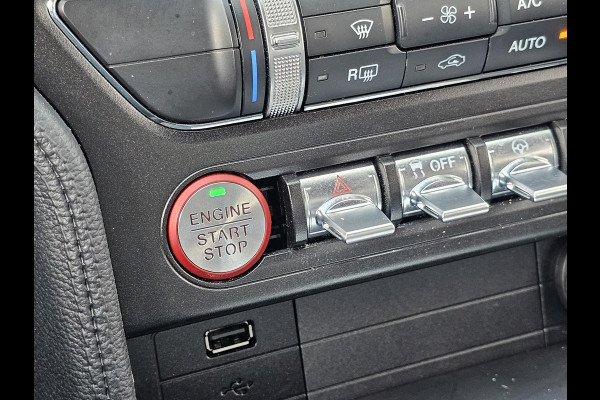 - +
A/C
R
AUTO
OFF
ENGINE
START
STOP